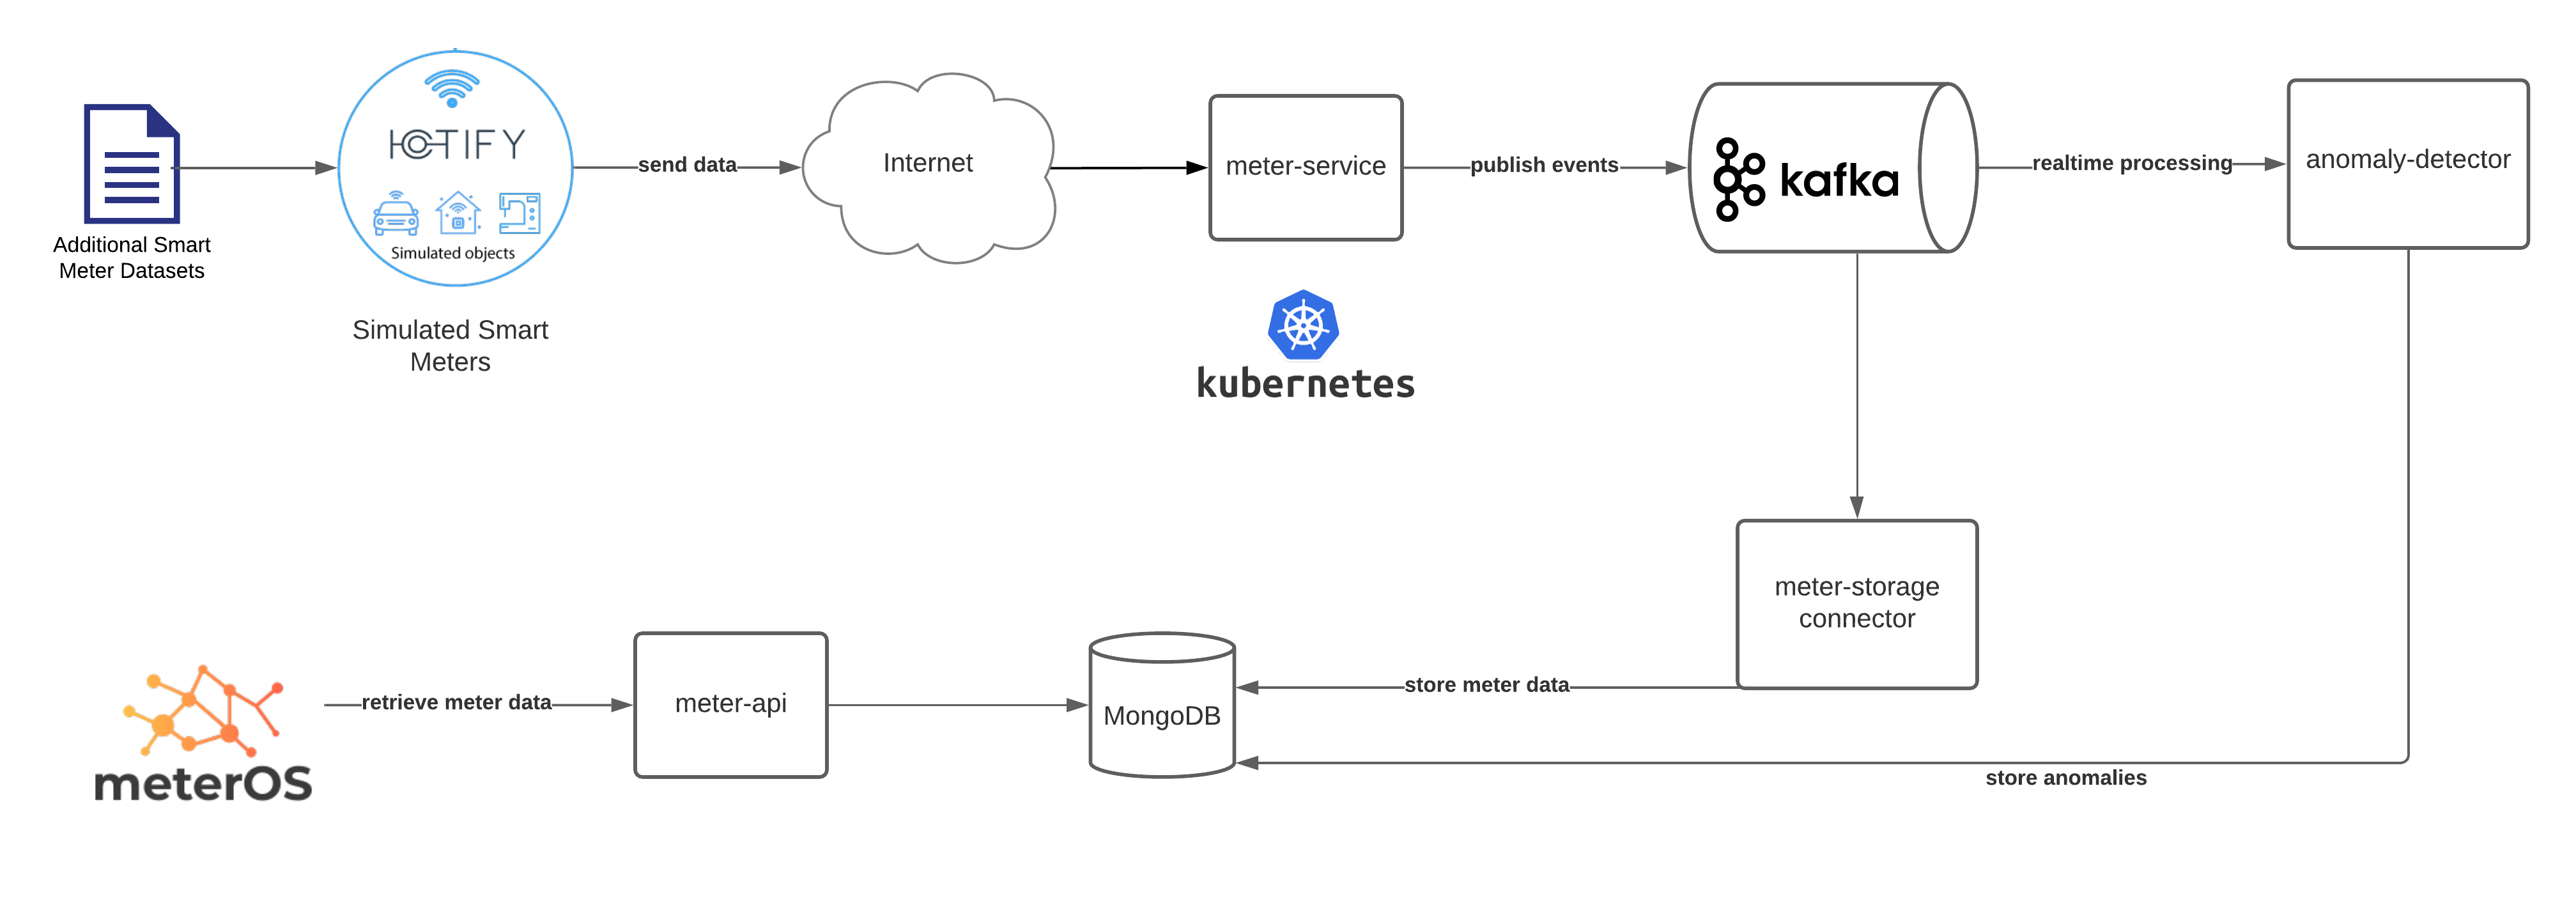 IOTIFY
Simulated objects
Additional Smart
Meter Datasets
Simulated Smart
Meters
send data
Internet
meter-service
kubernetes
publish events
kafka
realtime processing
anomaly-detector
meter-storage
connector
meterOS
retrieve meter data
meter-api
MongoDB
store meter data
store anomalies